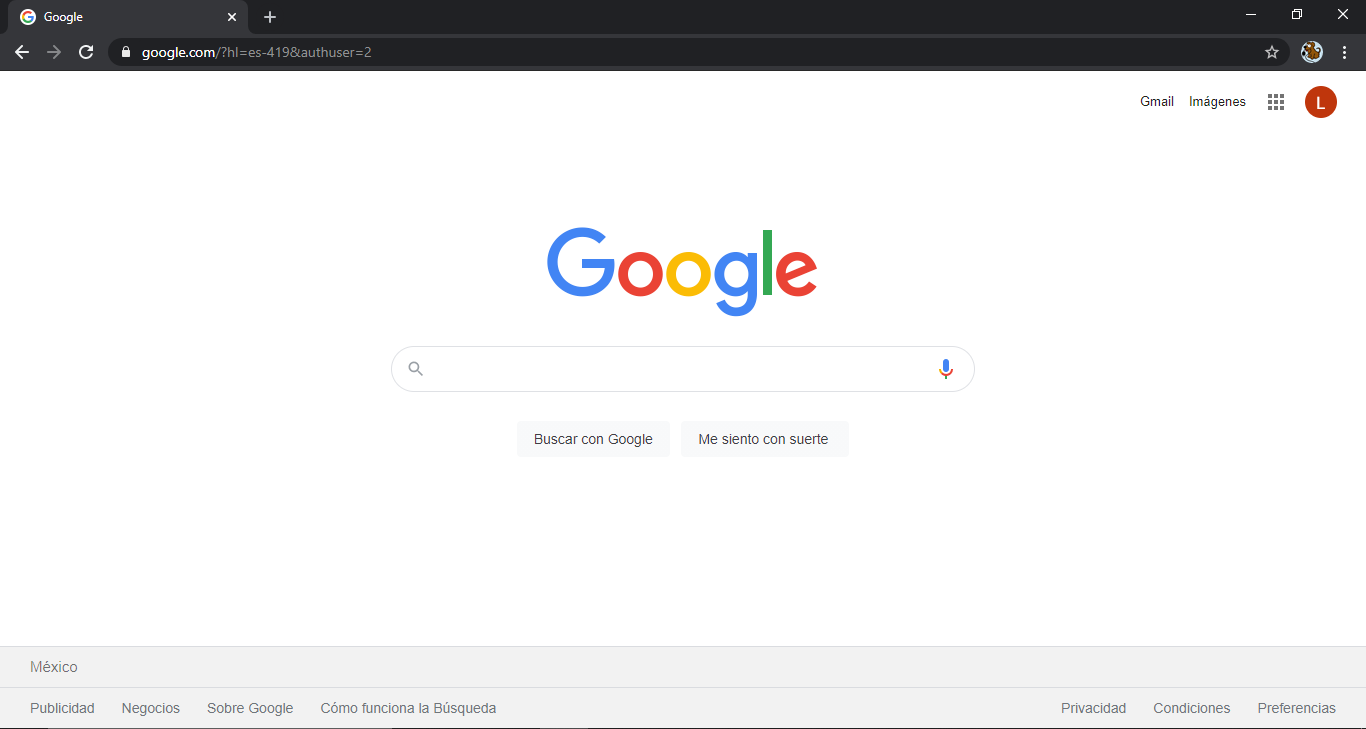 Google
google.com/?hl=es-419&authuser=2
Gmail Imágenes L
Google
Buscar con Google Me siento con suerte
México
Publicidad Negocios Sobre Google Cómo funciona la Búsqueda Privacidad Condiciones Preferencias